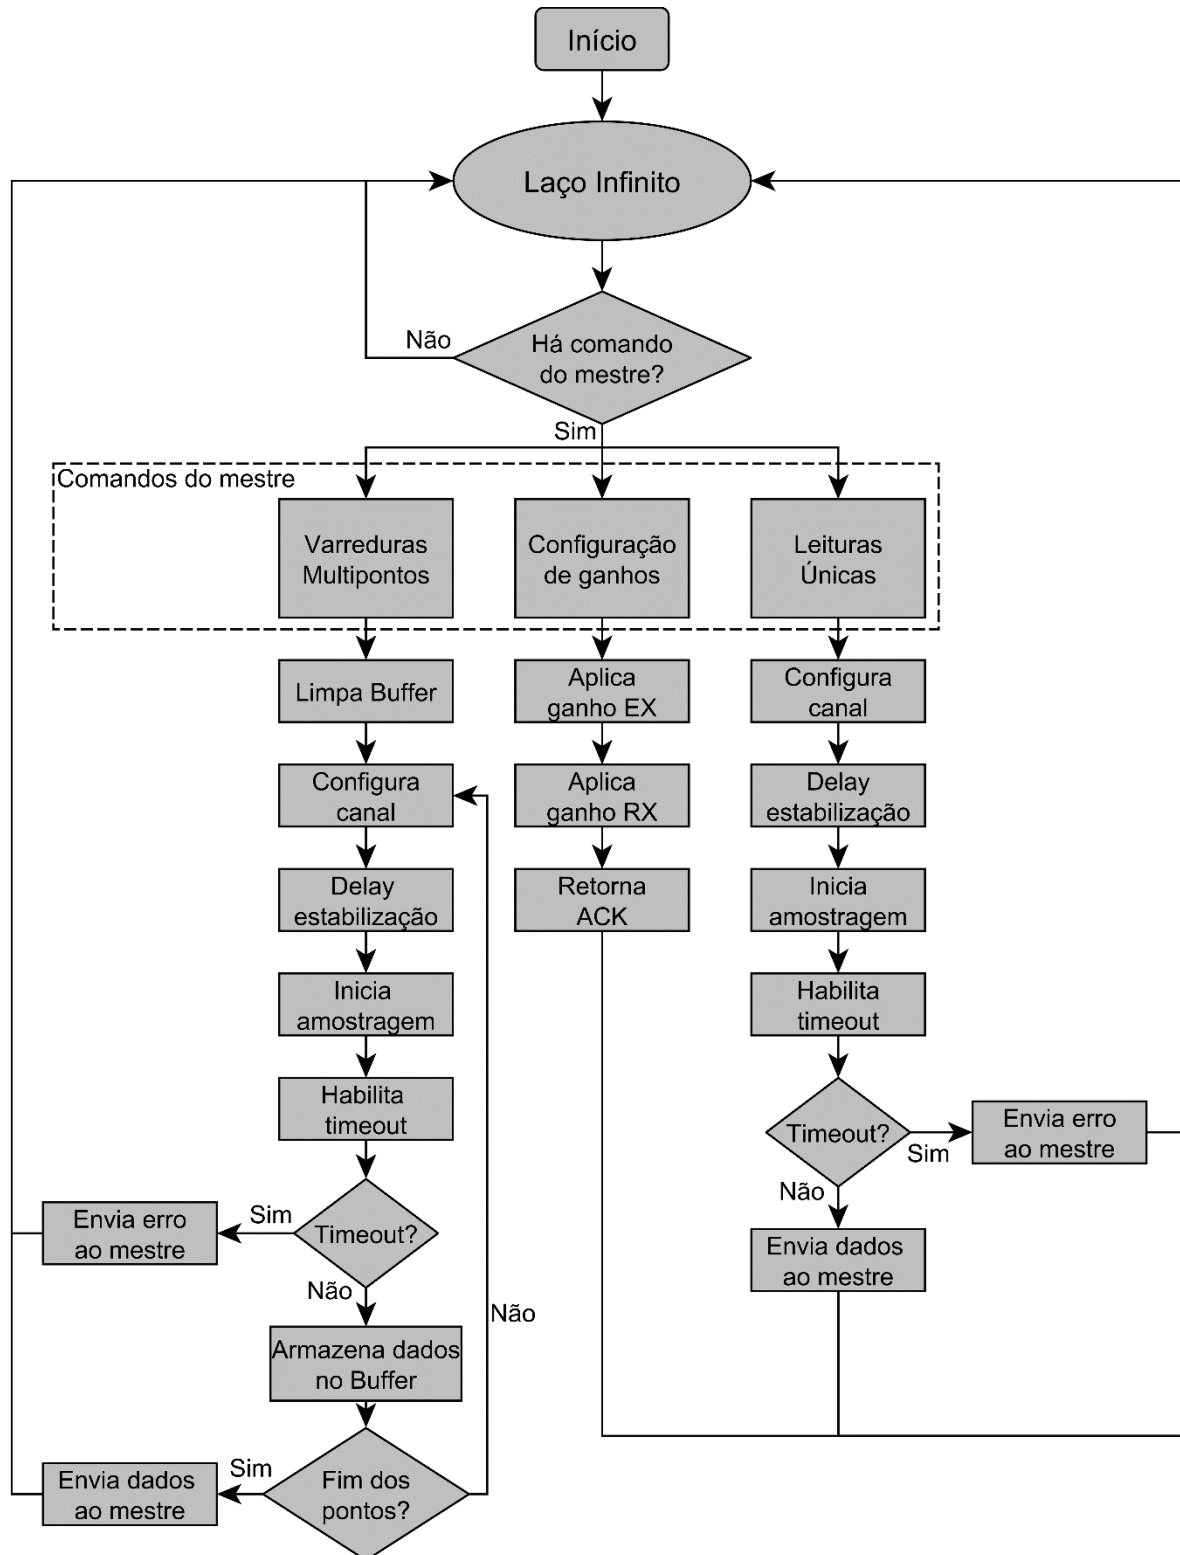 Início
Laço Infinito
Não
Há comando
do mestre?
Sim
Comandos do mestre
Varreduras
Multipontos
Configuração
de ganhos
Leituras
Únicas
Limpa Buffer
Aplica
ganho EX
Configura
canal
Configura
canal
Aplica
ganho RX
Delay
estabilização
Delay
estabilização
Retorna
ACK
Inicia
amostragem
Inicia
amostragem
Habilita
timeout
Habilita
timeout
Timeout?
Sim
Envia erro
ao mestre
Não
Envia dados
ao mestre
Envia erro
ao mestre
Sim
Timeout?
Não
Não
Armazena dados
no Buffer
Envia dados
ao mestre
Sim
Fim dos
pontos?